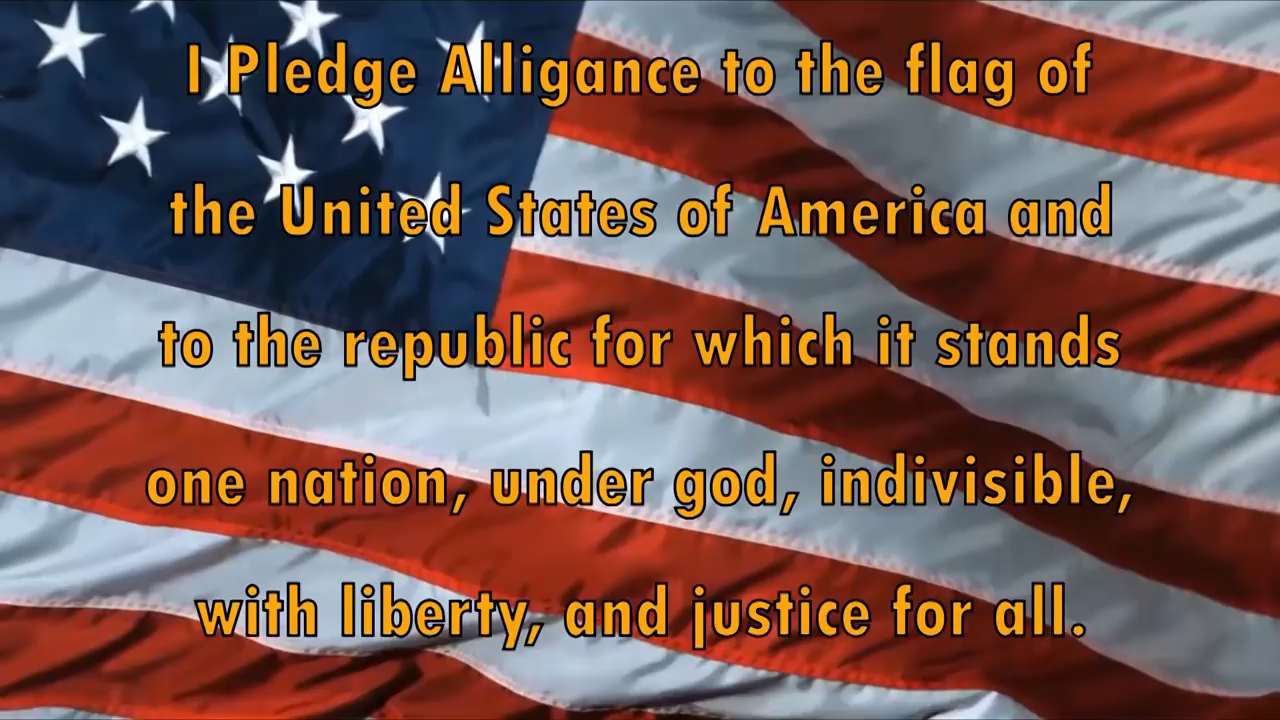 I Pledge Alligance to the flag of
the United States of America and
to the republic for which it stands
one nation, under god, indivisible,
with liberty, and justice for all.